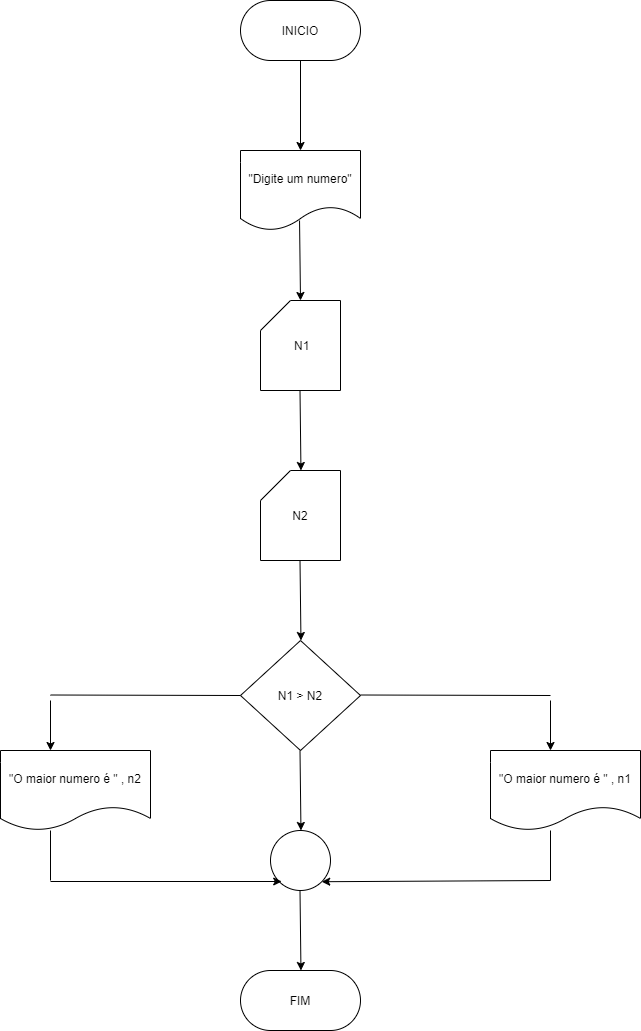 INICIO
"Digite um numero"
N1
N2
N1 > N2
"O maior numero é " , n2
"O maior numero é " , n1
FIM